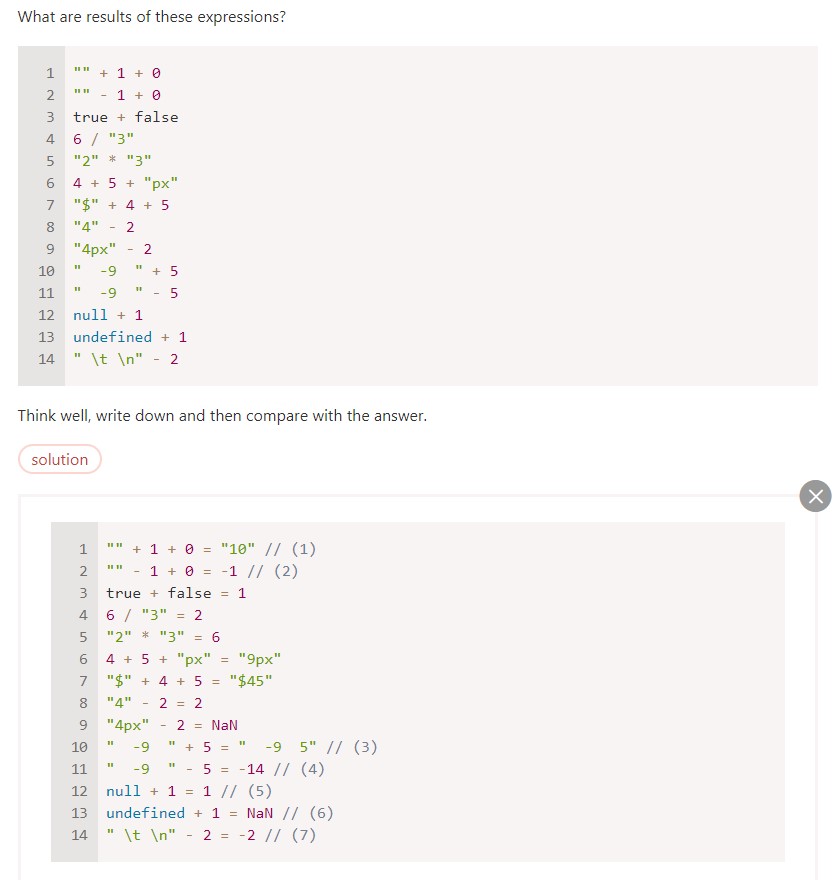 What are results of these expressions?
1 "" + 1 + 0
2 "" - 1 + 0
3 true + false
4 6 / "3"
5 "2" * "3"
6 4 + 5 + "px"
7 "$" + 4 + 5
8 "4" - 2
9 "4px" - 2
10 "  -9  " + 5
11 "  -9  " - 5
12 null + 1
13 undefined + 1
14 " \t \n" - 2
Think well, write down and then compare with the answer.
solution
1 "" + 1 + 0 = "10" // (1)
2 "" - 1 + 0 = -1 // (2)
3 true + false = 1
4 6 / "3" = 2
5 "2" * "3" = 6
6 4 + 5 + "px" = "9px"
7 "$" + 4 + 5 = "$45"
8 "4" - 2 = 2
9 "4px" - 2 = NaN
10 "  -9  " + 5 = "  -9  5" // (3)
11 "  -9  " - 5 = -14 // (4)
12 null + 1 = 1 // (5)
13 undefined + 1 = NaN // (6)
14 " \t \n" - 2 = -2 // (7)